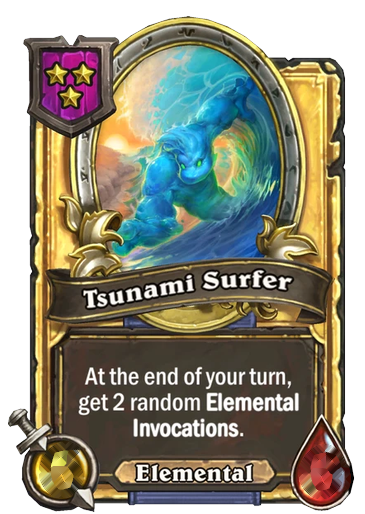 Tsunami Surfer
At the end of your turn,
get 2 random Elemental
Invocations.
Elemental